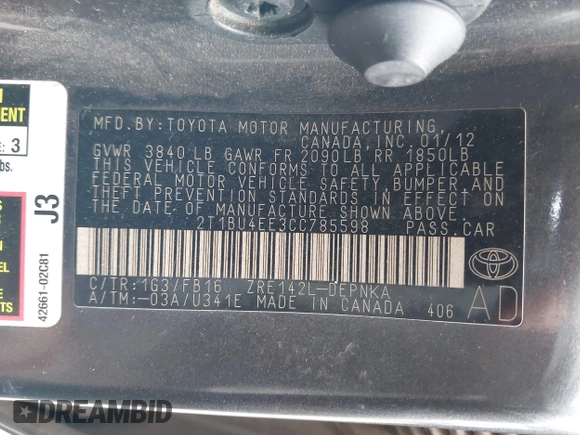 MFD.BY:TOYOTA MOTOR MANUFACTURING
CANADA, INC. 01/12
GVWR 3840 LB GAWR FR 2090LB RR 1850LB
THIS VEHICLE CONFORMS TO ALL APPLICABLE
FEDERAL MOTOR VEHICLE SAFETY, BUMPER, AND
THEFT PREVENTION STANDARDS IN EFFECT ON
THE DATE OF MANUFACTURE SHOWN ABOVE.
2T1BU4EE3CC785598 PASS.CAR
C/TR:1G3/FB16 ZRE142L-DEPNKA
A/TM:-03A/U341E MADE IN CANADA 406
AD
TOYOTA
: 3
bs.
J3
42661-02C81
DREAMBID